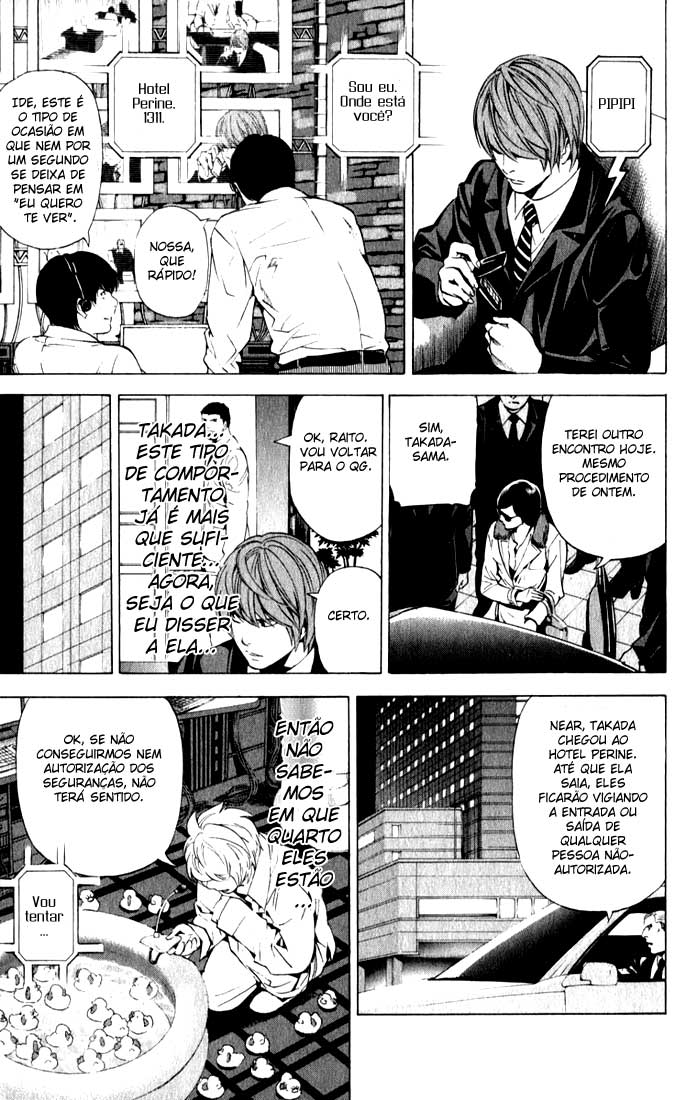 PIPIPI
Sou eu.
Onde está
você?
Hotel
Perine.
1311.
NOSSA,
QUE
RÁPIDO!
IDE, ESTE É
O TIPO DE
OCASIÃO EM
QUE NEM POR
UM SEGUNDO
SE DEIXA DE
PENSAR EM
"EU QUERO
TE VER".
TEREI OUTRO
ENCONTRO HOJE.
MESMO
PROCEDIMENTO
DE ONTEM.
SIM,
TAKADA-
SAMA.
OK, RAITO.
VOU VOLTAR
PARA O QG.
CERTO.
TAKADA...
ESTE TIPO
DE COMPOR-
TAMENTO
JÁ É MAIS
QUE SUFI-
CIENTE...
AGORA,
SEJA O QUE
EU DISSER
A ELA...
NEAR, TAKADA
CHEGOU AO
HOTEL PERINE.
ATÉ QUE ELA
SAIA, ELES
FICARÃO VIGIANDO
A ENTRADA OU
SAÍDA DE
QUALQUER
PESSOA NÃO-
AUTORIZADA.
ENTÃO
NÃO
SABE-
MOS
EM QUE
QUARTO
ELES
ESTÃO
...
OK, SE NÃO
CONSEGUIRMOS NEM
AUTORIZAÇÃO DOS
SEGURANÇAS, NÃO
TERÁ SENTIDO.
Vou
tentar
...